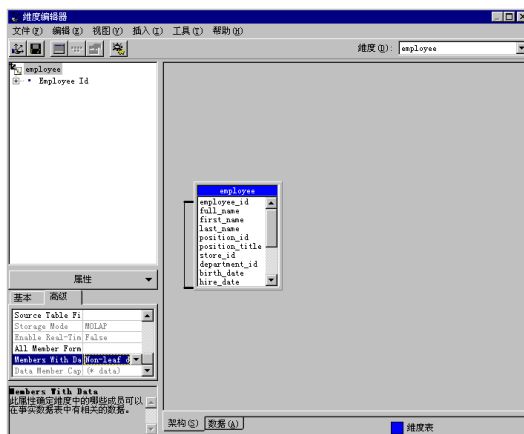 维度编辑器
文件(F) 编辑(E) 视图(V) 插入(I) 工具(T) 帮助(H)
维度(D): employee
employee
Employee Id
employee
employee_id
full_name
first_name
last_name
position_id
position_title
store_id
department_id
birth_date
hire_date
属性
基本 高级
Source Table Fi
Storage Mode MOLAP
Enable Real-Tim False
All Member Form
Members With Da Non-leaf d
Data Member Cap (* data)
Members With Data
此属性确定维度中的哪些成员可以
在事实数据表中有相关的数据。
架构(S) 数据(A)
维度表